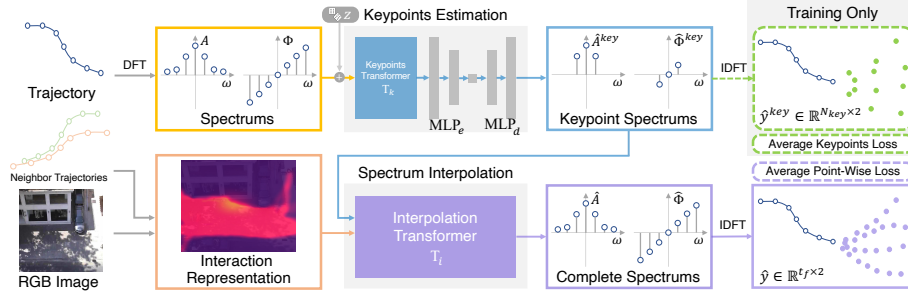 Keypoints Estimation
Training Only
Z
A
Φ
ω
ω
DFT
Trajectory
Spectrums
Keypoints
Transformer
T_k
MLP_e
MLP_d
Â^{key}
Φ̂^{key}
ω
ω
Keypoint Spectrums
IDFT
ŷ^{key} ∈ ℝ^{N_{key}×2}
Average Keypoints Loss
Neighbor Trajectories
RGB Image
Interaction
Representation
Spectrum Interpolation
Interpolation
Transformer
T_i
Â
Φ̂
ω
ω
Complete Spectrums
IDFT
Average Point-Wise Loss
ŷ ∈ ℝ^{t_f×2}